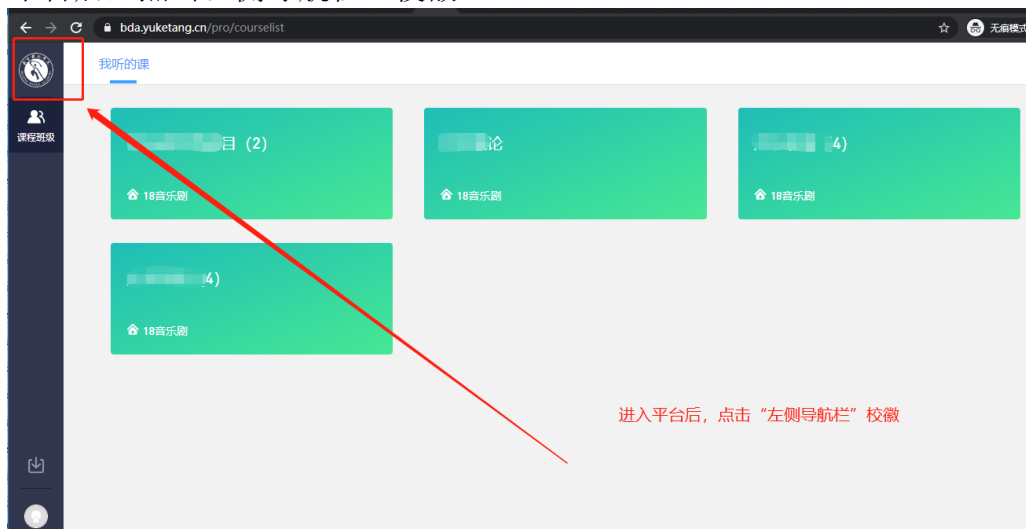 bda.yuketang.cn/pro/courselist
无痕模式
我听的课
课程班级
目 (2)
论
4)
18音乐剧
18音乐剧
18音乐剧
4)
18音乐剧
进入平台后，点击“左侧导航栏”校徽